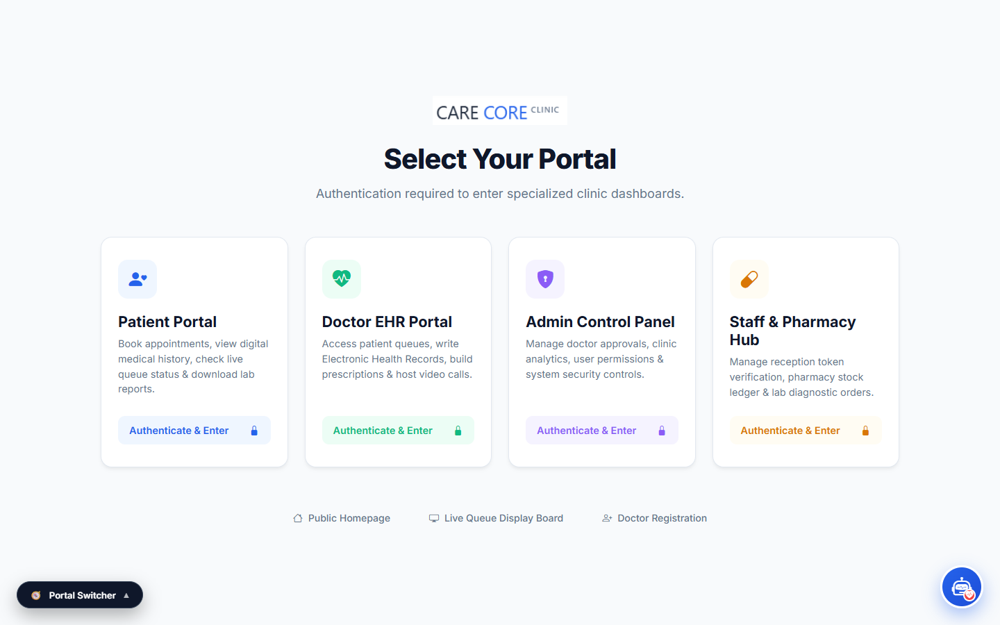 CARE CORE CLINIC
Select Your Portal
Authentication required to enter specialized clinic dashboards.
Patient Portal
Book appointments, view digital
medical history, check live
queue status & download lab
reports.
Authenticate & Enter
Doctor EHR Portal
Access patient queues, write
Electronic Health Records, build
prescriptions & host video calls.
Authenticate & Enter
Admin Control Panel
Manage doctor approvals, clinic
analytics, user permissions &
system security controls.
Authenticate & Enter
Staff & Pharmacy
Hub
Manage reception token
verification, pharmacy stock
ledger & lab diagnostic orders.
Authenticate & Enter
Public Homepage
Live Queue Display Board
Doctor Registration
Portal Switcher ▲